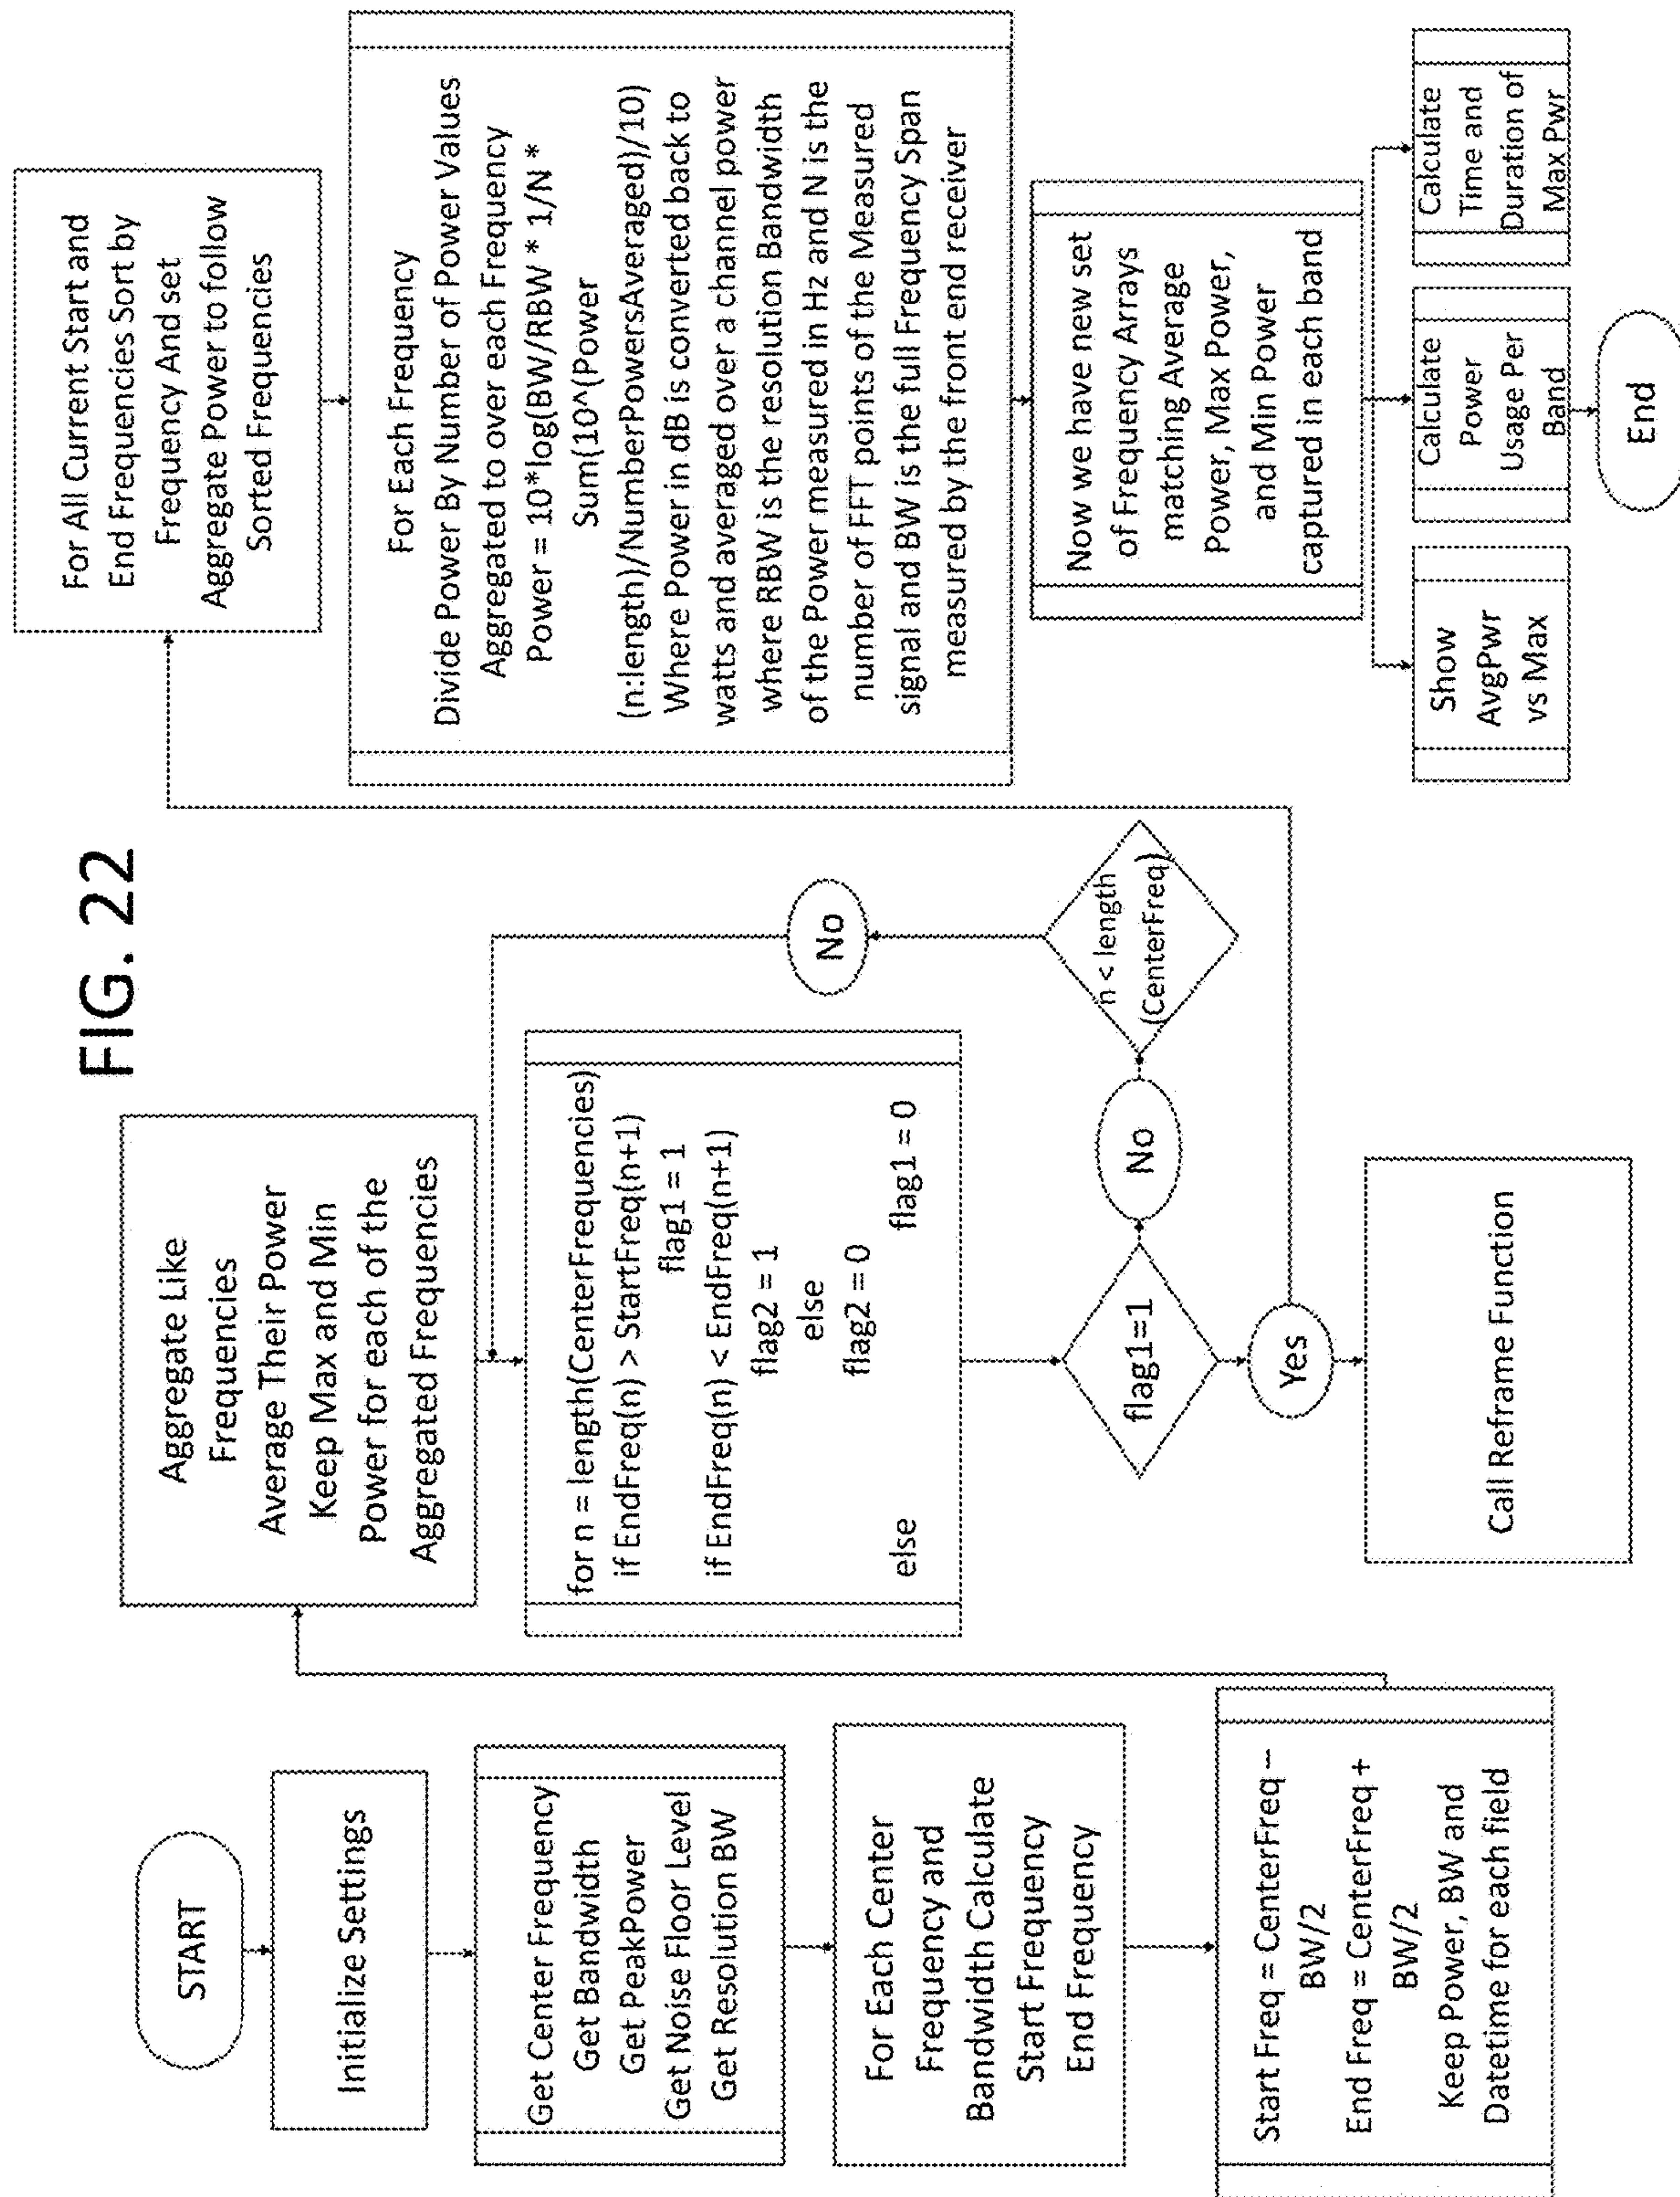 FIG. 22
START
Initialize Settings
Get Center Frequency
Get Bandwidth
Get PeakPower
Get Noise Floor Level
Get Resolution BW
For Each Center
Frequency and
Bandwidth Calculate
Start Frequency
End Frequency
Start Freq = CenterFreq –
BW/2
End Freq = CenterFreq +
BW/2
Keep Power, BW and
Datetime for each field
Aggregate Like
Frequencies
Average Their Power
Keep Max and Min
Power for each of the
Aggregated Frequencies
for n = length(CenterFrequencies)
if EndFreq(n) > StartFreq(n+1)
flag1 = 1
if EndFreq(n) < EndFreq(n+1)
flag2 = 1
else
flag2 = 0
else flag1 = 0
flag1=1
No
n < length
(CenterFreq)
No
Yes
Call Reframe Function
For All Current Start and
End Frequencies Sort by
Frequency And set
Aggregate Power to follow
Sorted Frequencies
For Each Frequency
Divide Power By Number of Power Values
Aggregated to over each Frequency
Power = 10*log(BW/RBW * 1/N *
Sum(10^(Power
(n:length)/NumberPowersAveraged)/10)
Where Power in dB is converted back to
watts and averaged over a channel power
where RBW is the resolution Bandwidth
of the Power measured in Hz and N is the
number of FFT points of the Measured
signal and BW is the full Frequency Span
measured by the front end receiver
Now we have new set
of Frequency Arrays
matching Average
Power, Max Power,
and Min Power
captured in each band
Show
AvgPwr
vs Max
Calculate
Power
Usage Per
Band
Calculate
Time and
Duration of
Max Pwr
End